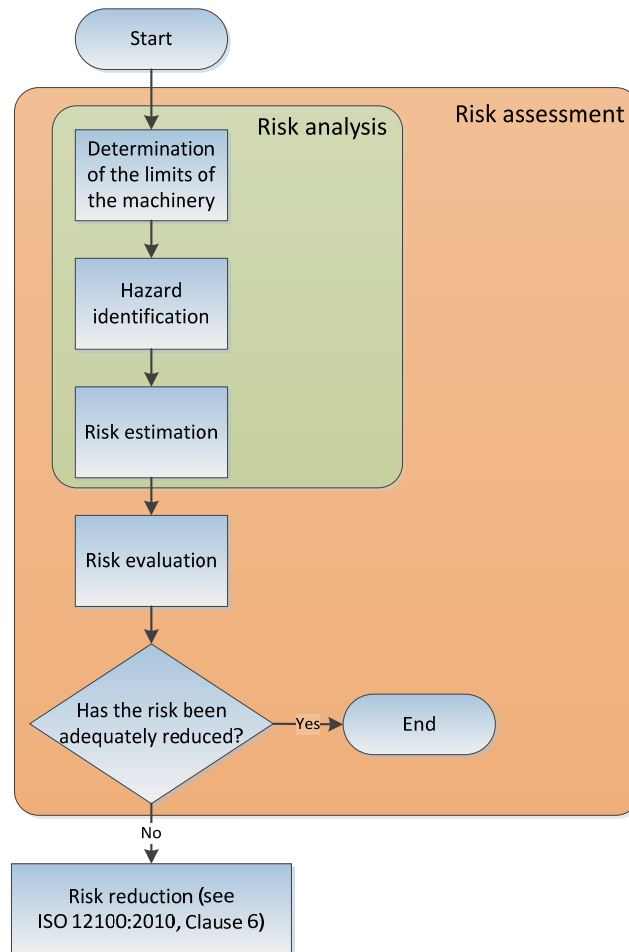 Start
Risk assessment
Risk analysis
Determination
of the limits of
the machinery
Hazard
identification
Risk estimation
Risk evaluation
Has the risk been
adequately reduced?
Yes
End
No
Risk reduction (see
ISO 12100:2010, Clause 6)